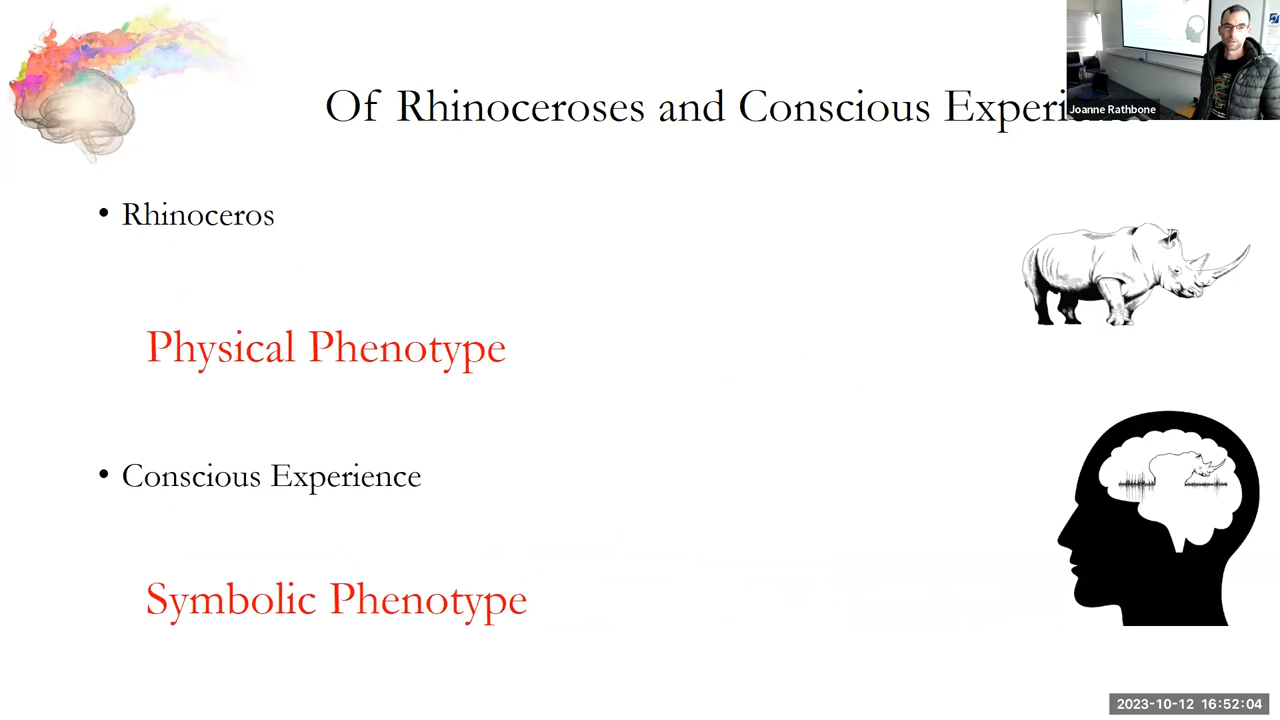 Of Rhinoceroses and Conscious
Joanne Rathbone
• Rhinoceros
Physical Phenotype
• Conscious Experience
Symbolic Phenotype
2023-10-12 16:52:04